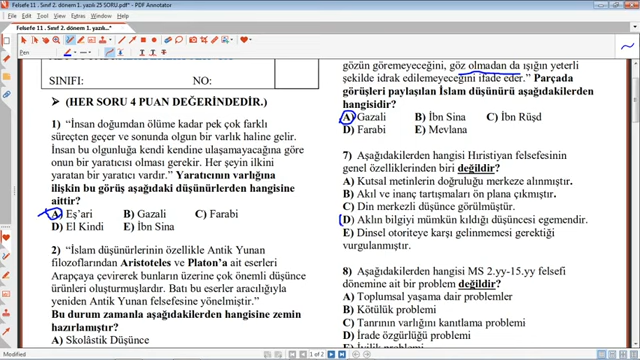 Felsefe 11 . Sınıf 2. dönem 1. yazılı 25 SORU.pdf* - PDF Annotator
File Edit View Insert Document Tools Extras Help
Felsefe 11 . Sınıf 2. dönem 1. yazılı...*
Pen
SINIFI: NO:
➤ (HER SORU 4 PUAN DEĞERİNDEDİR.)
1) “İnsan doğumdan ölüme kadar pek çok farklı
süreçten geçer ve sonunda olgun bir varlık haline gelir.
İnsan bu olgunluğa kendi kendine ulaşamayacağına göre
onun bir yaratıcısı olması gerekir. Her şeyin ilkini
yaratan bir yaratıcı vardır.” Yaratıcının varlığına
ilişkin bu görüş aşağıdaki düşünürlerden hangisine
aittir?
A) Eş’ari B) Gazali C) Farabi
D) El Kindi E) İbn Sina
2) “İslam düşünürlerinin özellikle Antik Yunan
filozoflarından Aristoteles ve Platon’a ait eserleri
Arapçaya çevirerek bunların üzerine çok önemli düşünce
ürünleri oluşturmuşlardır. Batı bu eserler aracılığıyla
yeniden Antik Yunan felsefesine yönelmiştir.”
Bu durum zamanla aşağıdakilerden hangisine zemin
hazırlamıştır?
A) Skolâstik Düşünce
gözün göremeyeceğini, göz olmadan da ışığın yeterli
şekilde idrak edilemeyeceğini ifade eder.” Parçada
görüşleri paylaşılan İslam düşünürü aşağıdakilerden
hangisidir?
A) Gazali B) İbn Sina C) İbn Rüşd
D) Farabi E) Mevlana
7) Aşağıdakilerden hangisi Hıristiyan felsefesinin
genel özelliklerinden biri değildir?
A) Kutsal metinlerin doğruluğu merkeze alınmıştır.
B) Akıl ve inanç tartışmaları ön plana çıkmıştır.
C) Din merkezli düşünce görülmüştür.
D) Aklın bilgiyi mümkün kıldığı düşüncesi egemendir.
E) Dinsel otoriteye karşı gelinmemesi gerektiği
vurgulanmıştır.
8) Aşağıdakilerden hangisi MS 2.yy-15.yy felsefi
dönemine ait bir problem değildir?
A) Toplumsal yaşama dair problemler
B) Kötülük problemi
C) Tanrının varlığını kanıtlama problemi
D) İrade özgürlüğü problemi
1 of 2